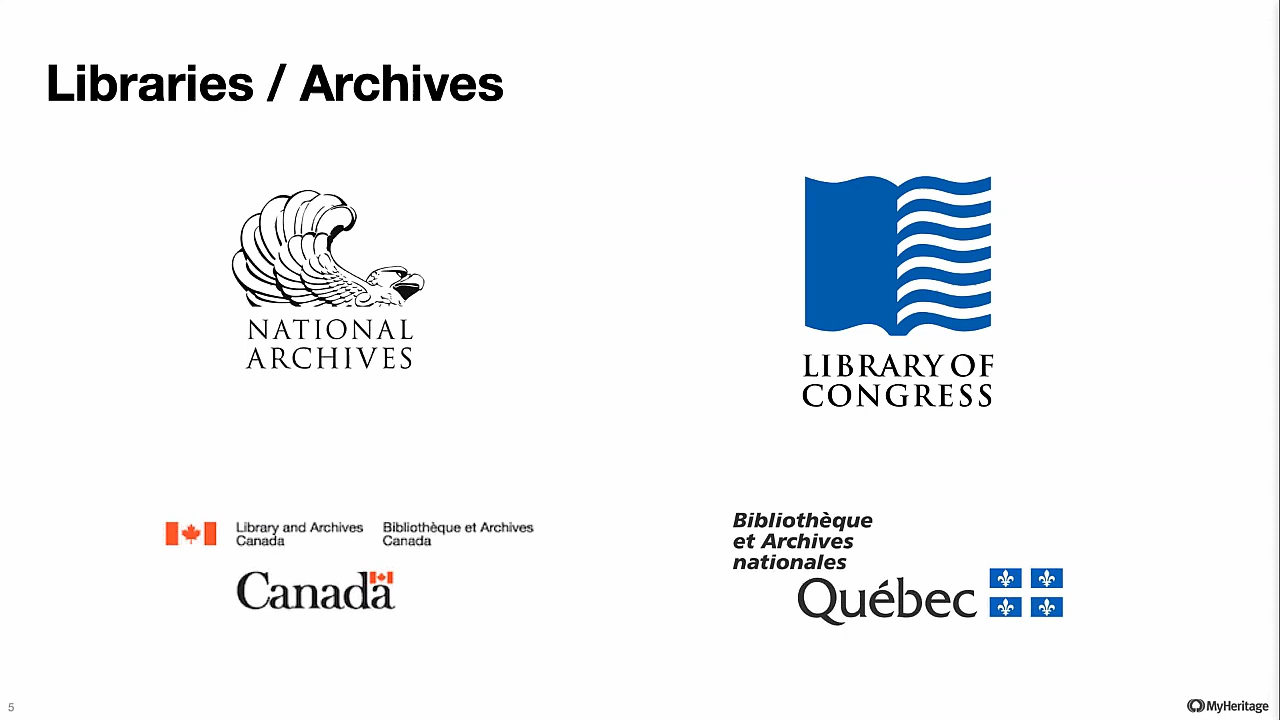 Libraries / Archives
NATIONAL
ARCHIVES
LIBRARY OF
CONGRESS
Library and Archives
Canada
Bibliothèque et Archives
Canada
Canada
Bibliothèque
et Archives
nationales
Québec
5
MyHeritage